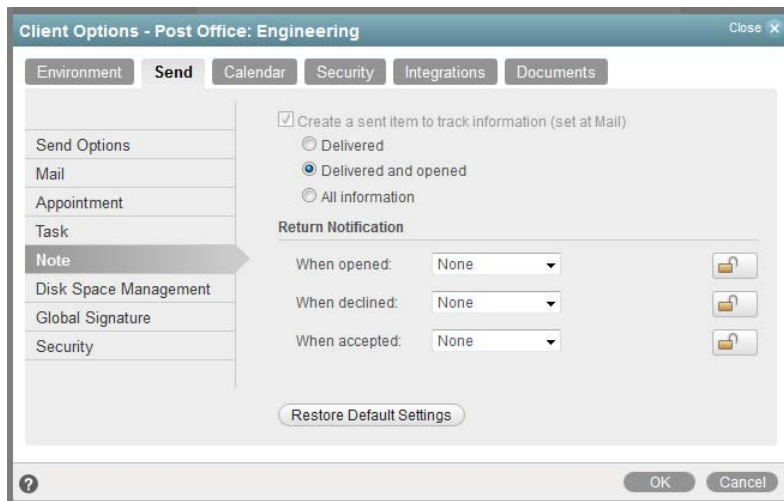 Client Options - Post Office: Engineering
Close
Environment Send Calendar Security Integrations Documents
Send Options
Mail
Appointment
Task
Note
Disk Space Management
Global Signature
Security
Create a sent item to track information (set at Mail)
Delivered
Delivered and opened
All information
Return Notification
When opened: None
When declined: None
When accepted: None
Restore Default Settings
?
OK Cancel